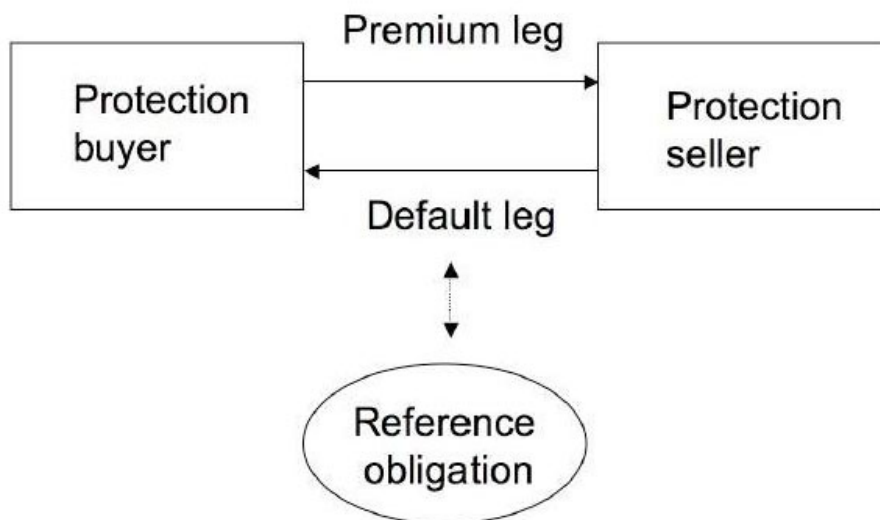 Premium leg
Protection
buyer
Protection
seller
Default leg
Reference
obligation